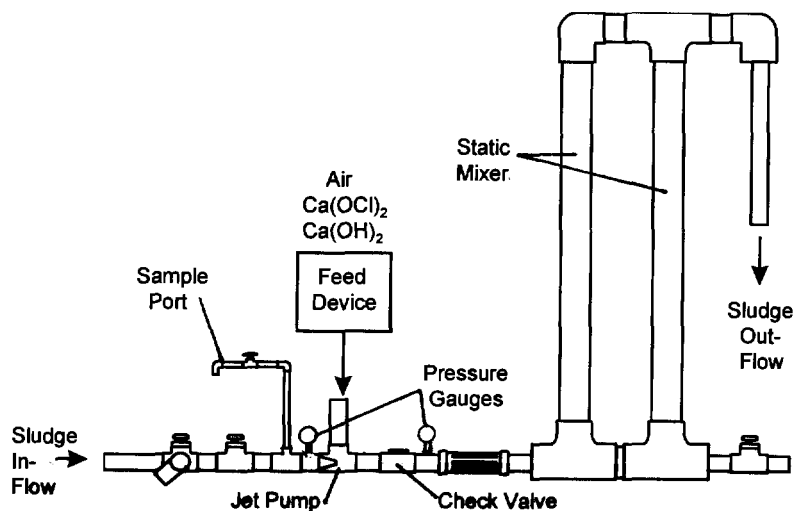 Static
Mixer
Air
Ca(OCl)2
Ca(OH)2
Feed
Device
Sample
Port
Sludge
Out-
Flow
Pressure
Gauges
Sludge
In-
Flow
Jet Pump
Check Valve